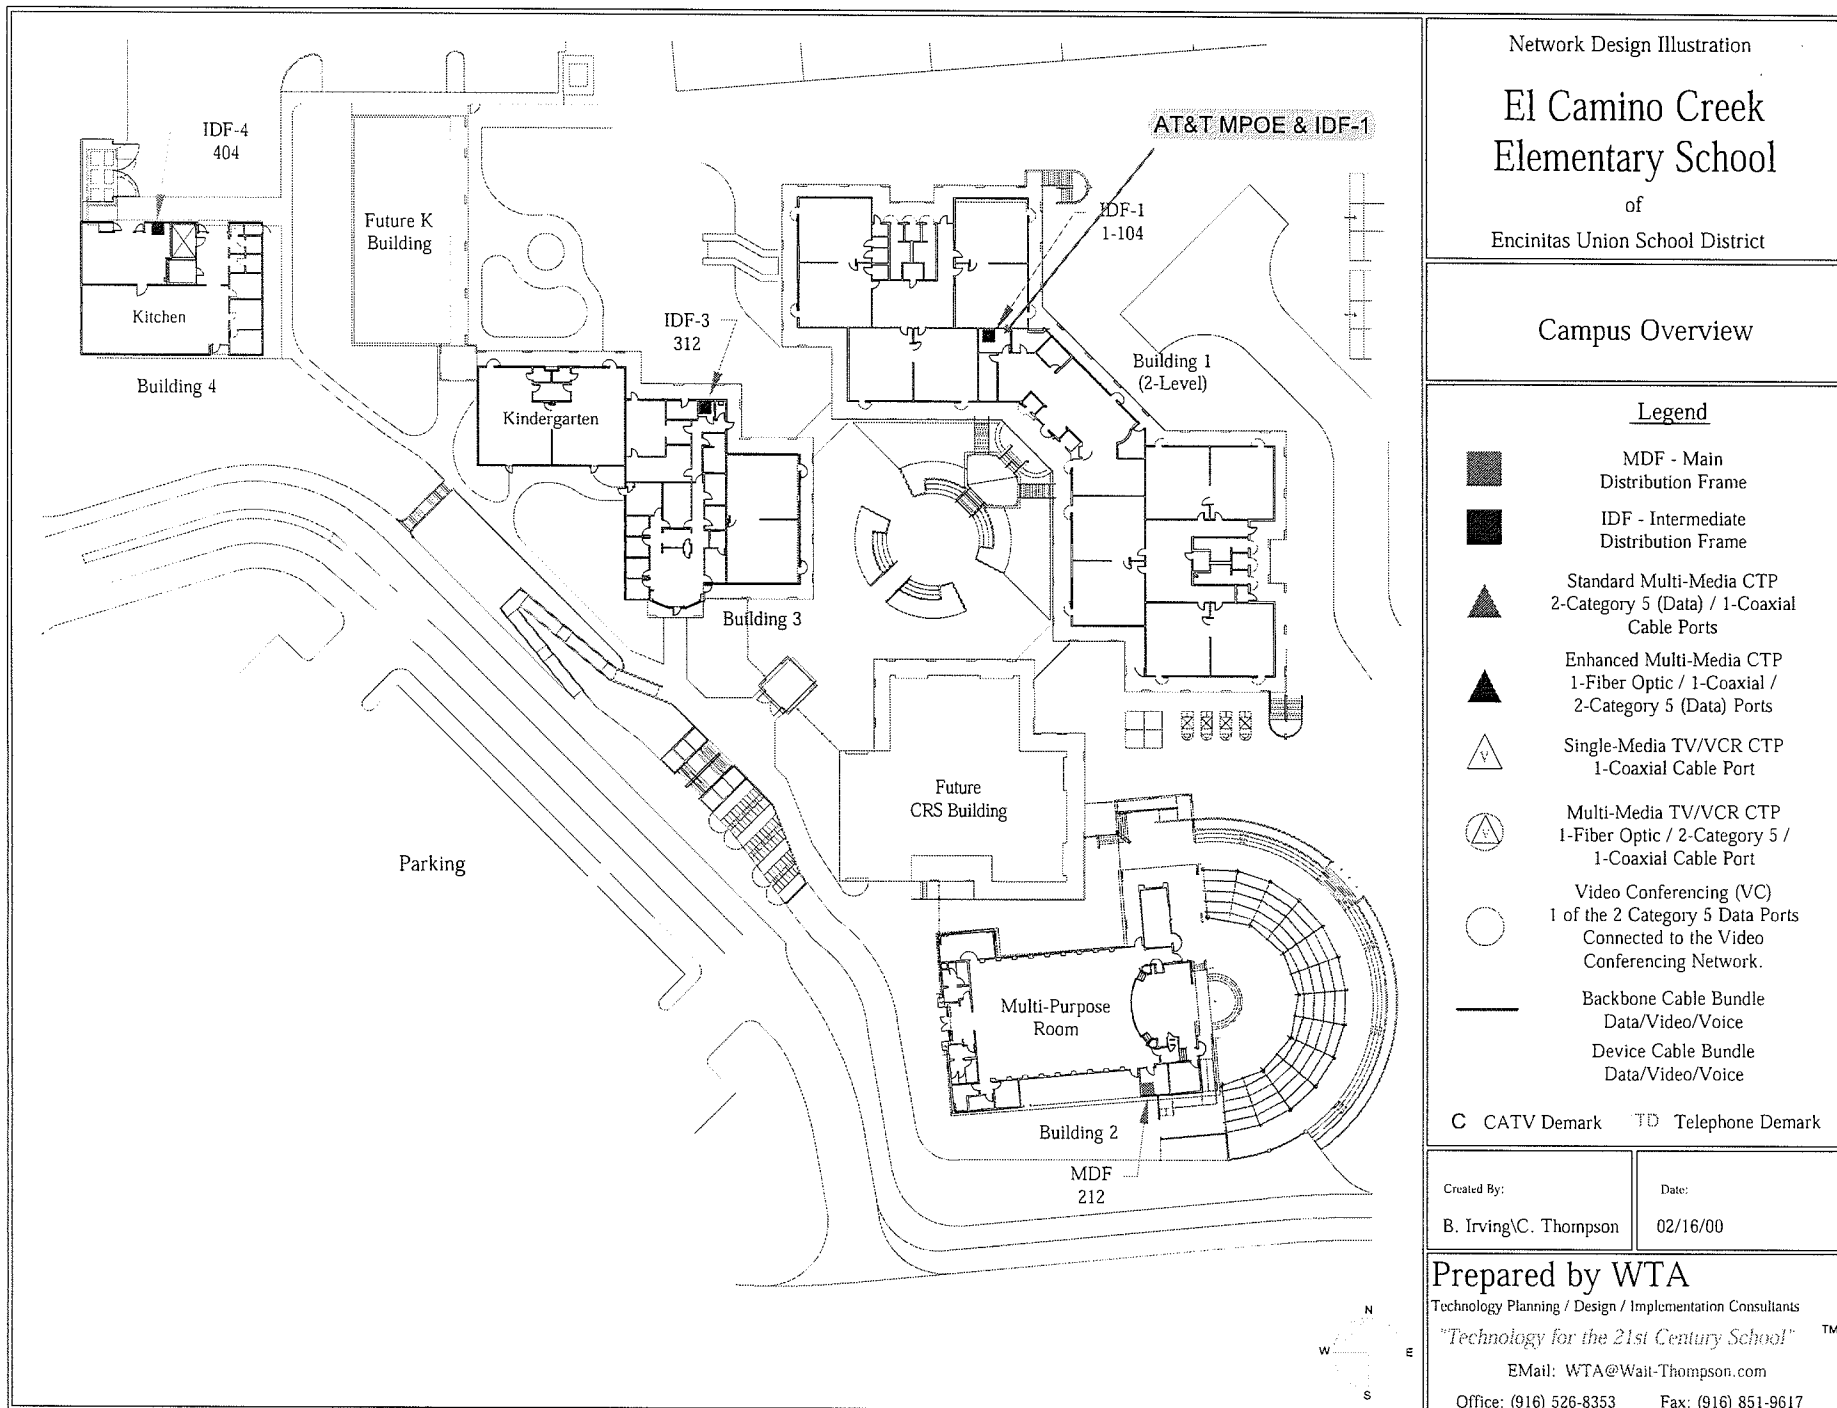 IDF-4
404
AT&T MPOE & IDF-1
Future K
Building
IDF-1
1-104
Kitchen
IDF-3
312
Building 4
Kindergarten
Building 1
(2-Level)
Building 3
Future
CRS Building
Parking
Multi-Purpose
Room
Building 2
MDF
212
N
W
E
S
Network Design Illustration
El Camino Creek
Elementary School
of
Encinitas Union School District
Campus Overview
Legend
MDF - Main
Distribution Frame
IDF - Intermediate
Distribution Frame
Standard Multi-Media CTP
2-Category 5 (Data) / 1-Coaxial
Cable Ports
Enhanced Multi-Media CTP
1-Fiber Optic / 1-Coaxial /
2-Category 5 (Data) Ports
V
Single-Media TV/VCR CTP
1-Coaxial Cable Port
V
Multi-Media TV/VCR CTP
1-Fiber Optic / 2-Category 5 /
1-Coaxial Cable Port
Video Conferencing (VC)
1 of the 2 Category 5 Data Ports
Connected to the Video
Conferencing Network.
Backbone Cable Bundle
Data/Video/Voice
Device Cable Bundle
Data/Video/Voice
C CATV Demark TD Telephone Demark
Created By:
B. Irving\C. Thompson
Date:
02/16/00
Prepared by WTA
Technology Planning / Design / Implementation Consultants
"Technology for the 21st Century School" TM
EMail: WTA@Wait-Thompson.com
Office: (916) 526-8353 Fax: (916) 851-9617